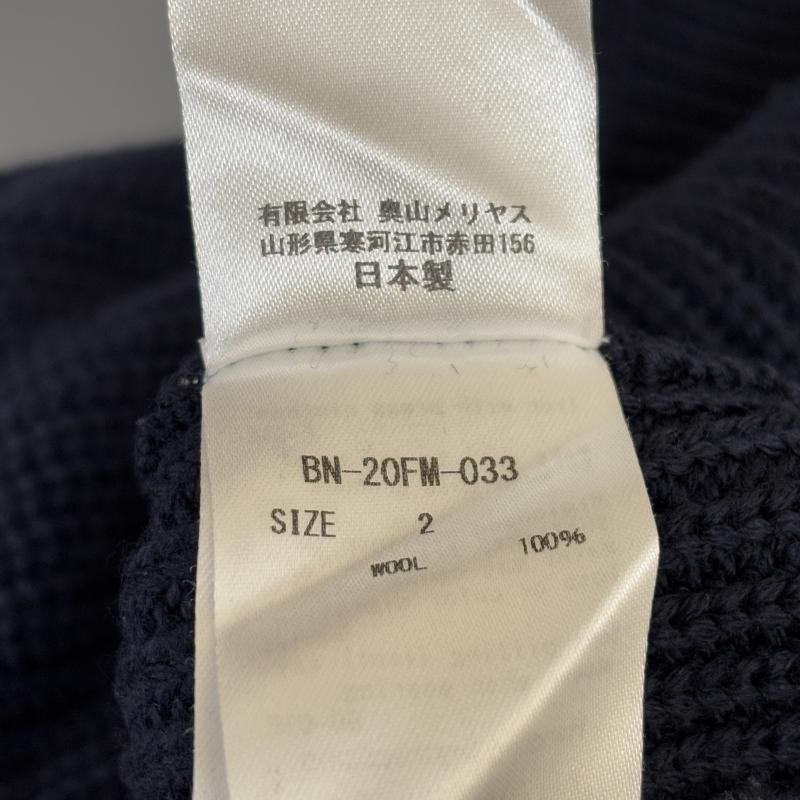 有限会社 奥山メリヤス
山形県寒河江市赤田156
日本製
BN-20FM-033
SIZE 2
WOOL 100%